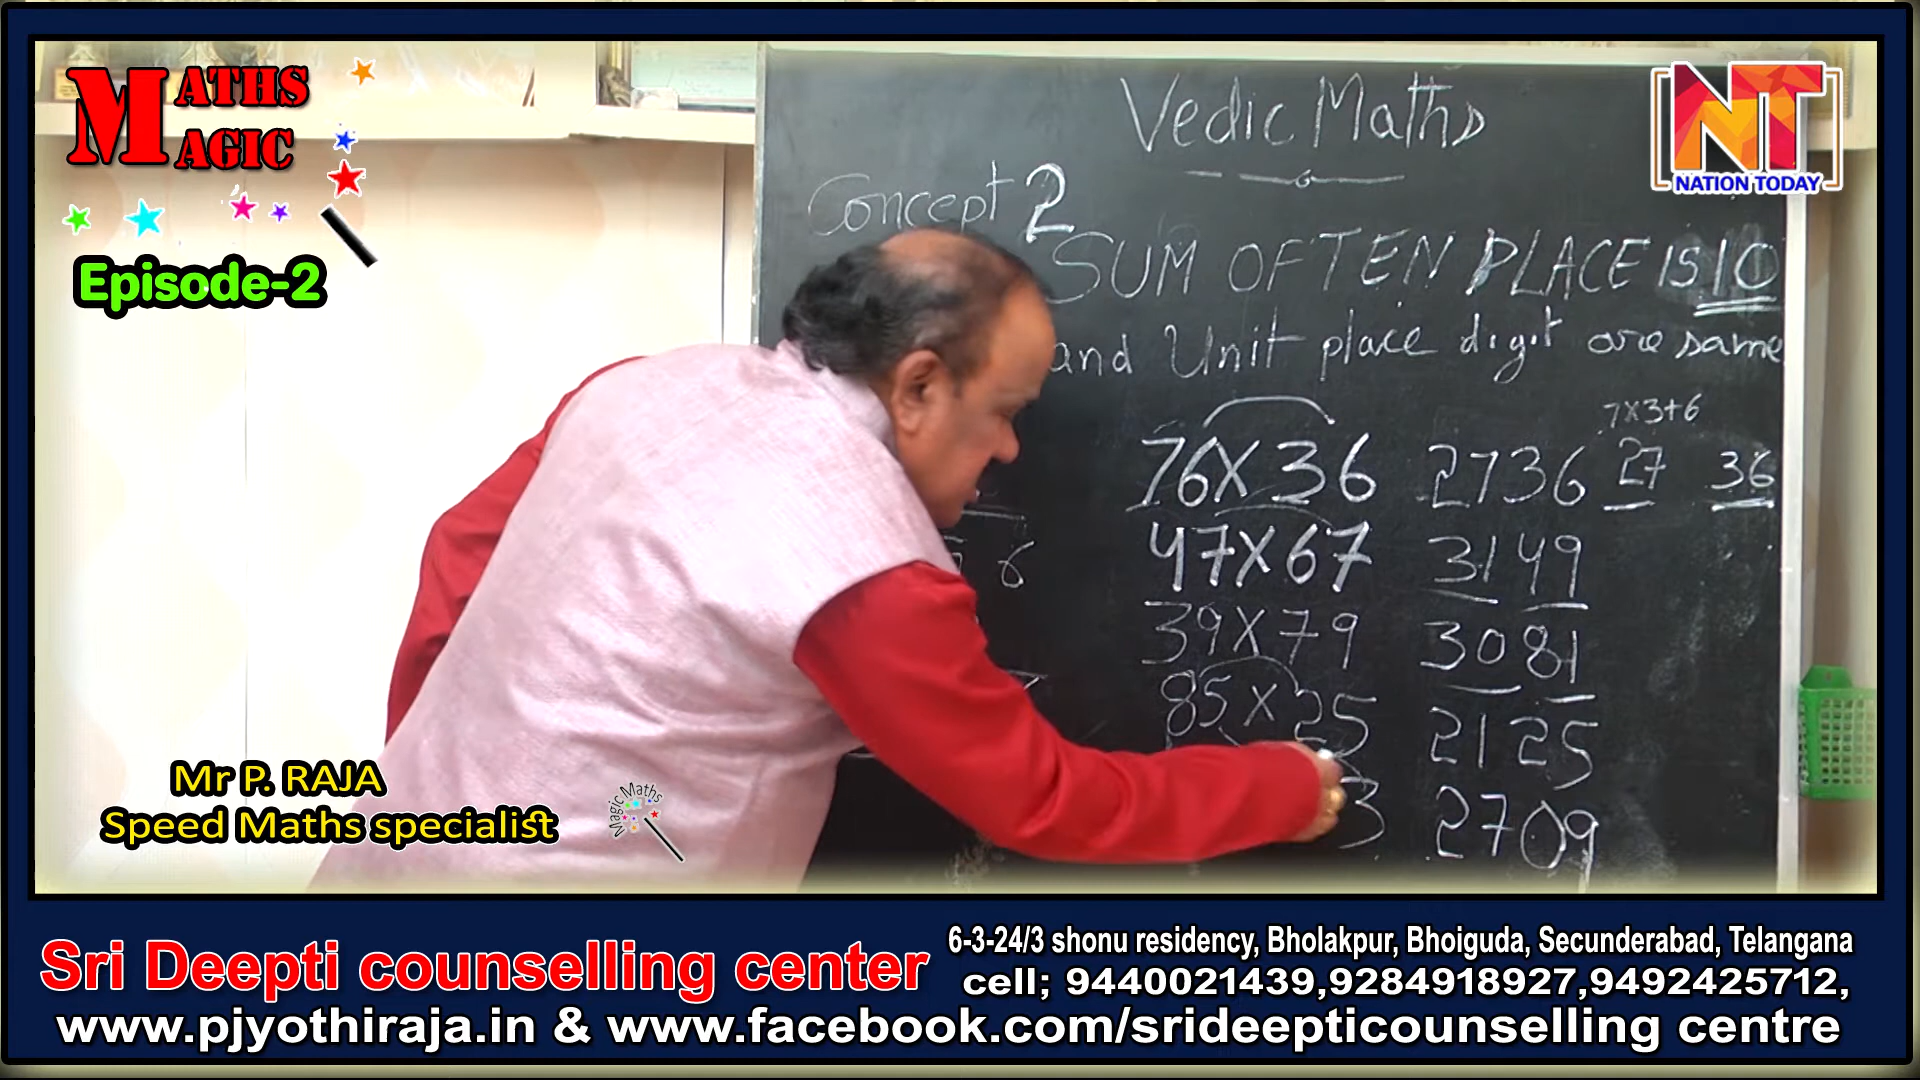 MATHS
MAGIC
Episode-2
NT
NATION TODAY
Vedic Maths
Concept 2
SUM OF TEN PLACE IS 10
and Unit place digit are same
7x3+6
76x36 2736 27 36
47x67 3149
39x79 3081
85x25 2125
3 2709
6
Mr P. RAJA
Speed Maths specialist
Magic Maths
Sri Deepti counselling center
6-3-24/3 shonu residency, Bholakpur, Bhoiguda, Secunderabad, Telangana
cell; 9440021439,9284918927,9492425712,
www.pjyothiraja.in & www.facebook.com/srideepticounselling centre